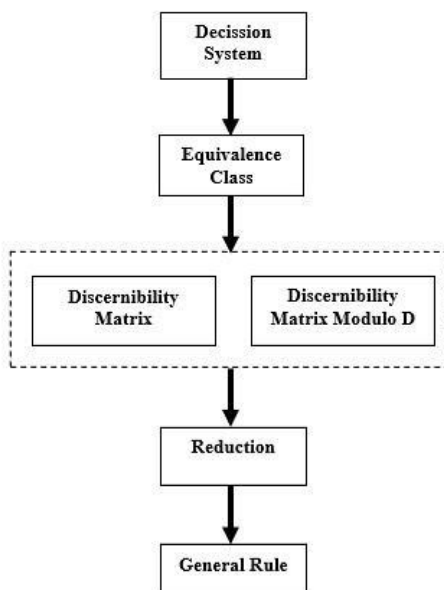 Decission
System
Equivalence
Class
Discernibility
Matrix
Discernibility
Matrix Modulo D
Reduction
General Rule